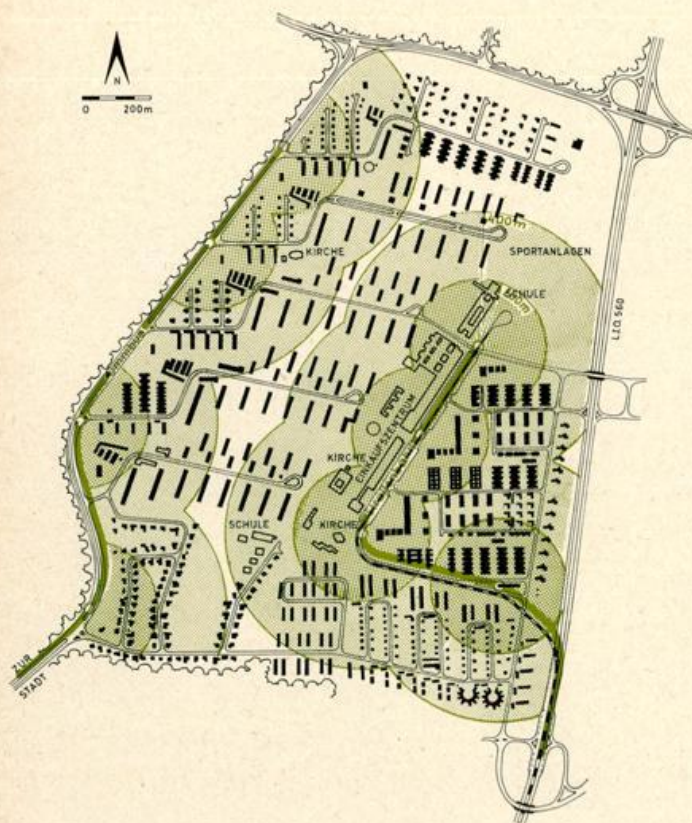 N
0 200m
400m
KIRCHE
SPORTANLAGEN
SCHULE
L.I.O. 560
EINKAUFSZENTRUM
KIRCHE
SCHULE
KIRCHE
ZUR
STADT